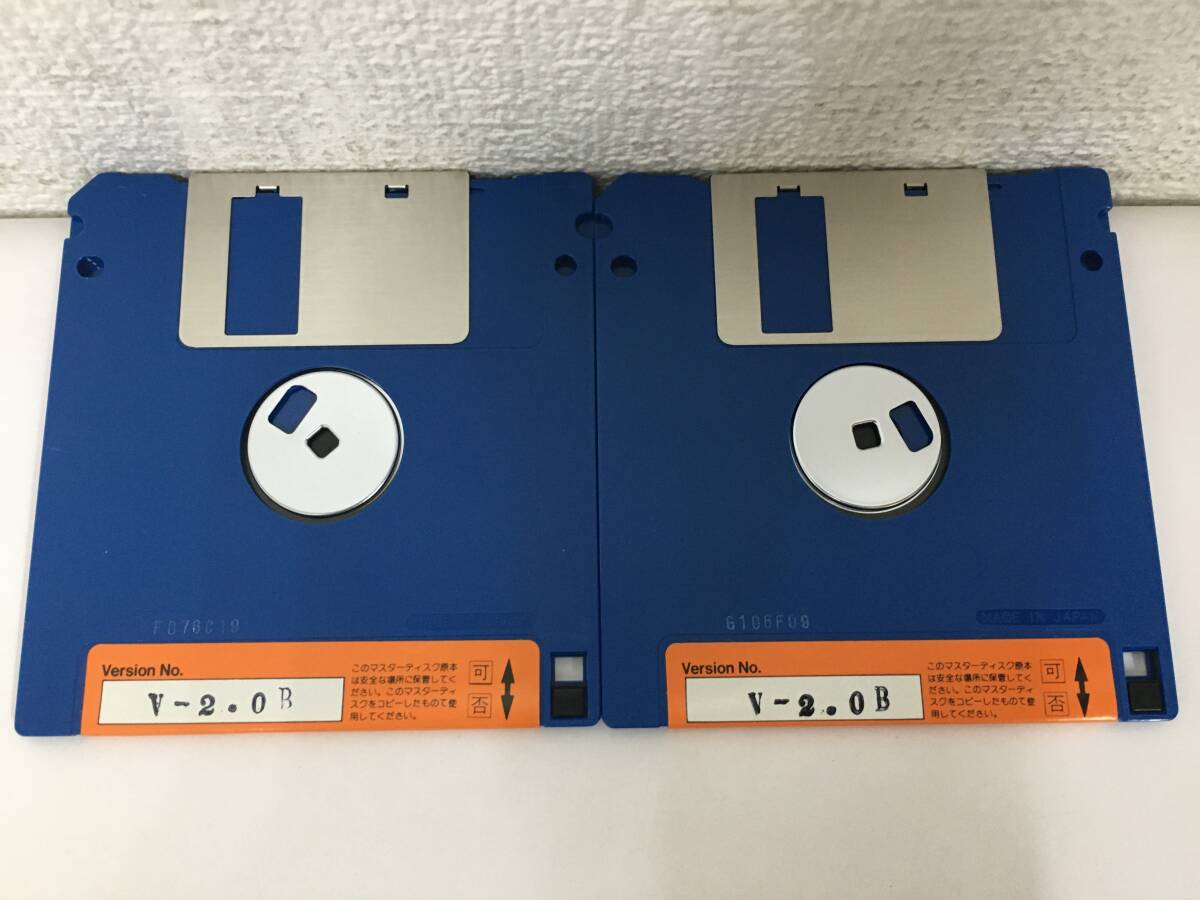 FD76C19
Version No.
V-2.0B
このマスターディスク原本
は安全な場所に保管してく
ださい。このマスターディ
スクをコピーしたもので使
用してください。
可
否
6106F09
MADE IN JAPAN
Version No.
V-2.0B
このマスターディスク原本
は安全な場所に保管してく
ださい。このマスターディ
スクをコピーしたもので使
用してください。
可
否